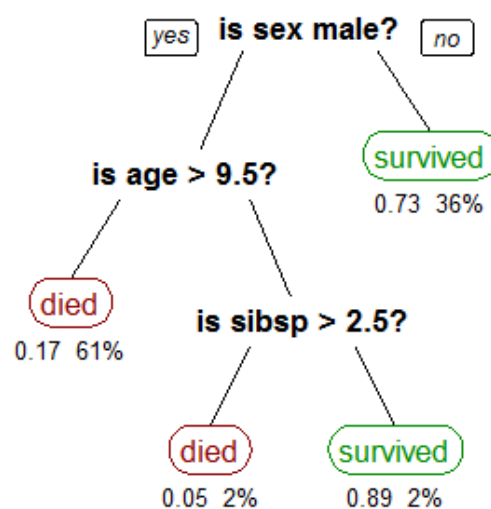 yes is sex male? no
survived
0.73 36%
is age > 9.5?
died
0.17 61%
is sibsp > 2.5?
died survived
0.05 2% 0.89 2%